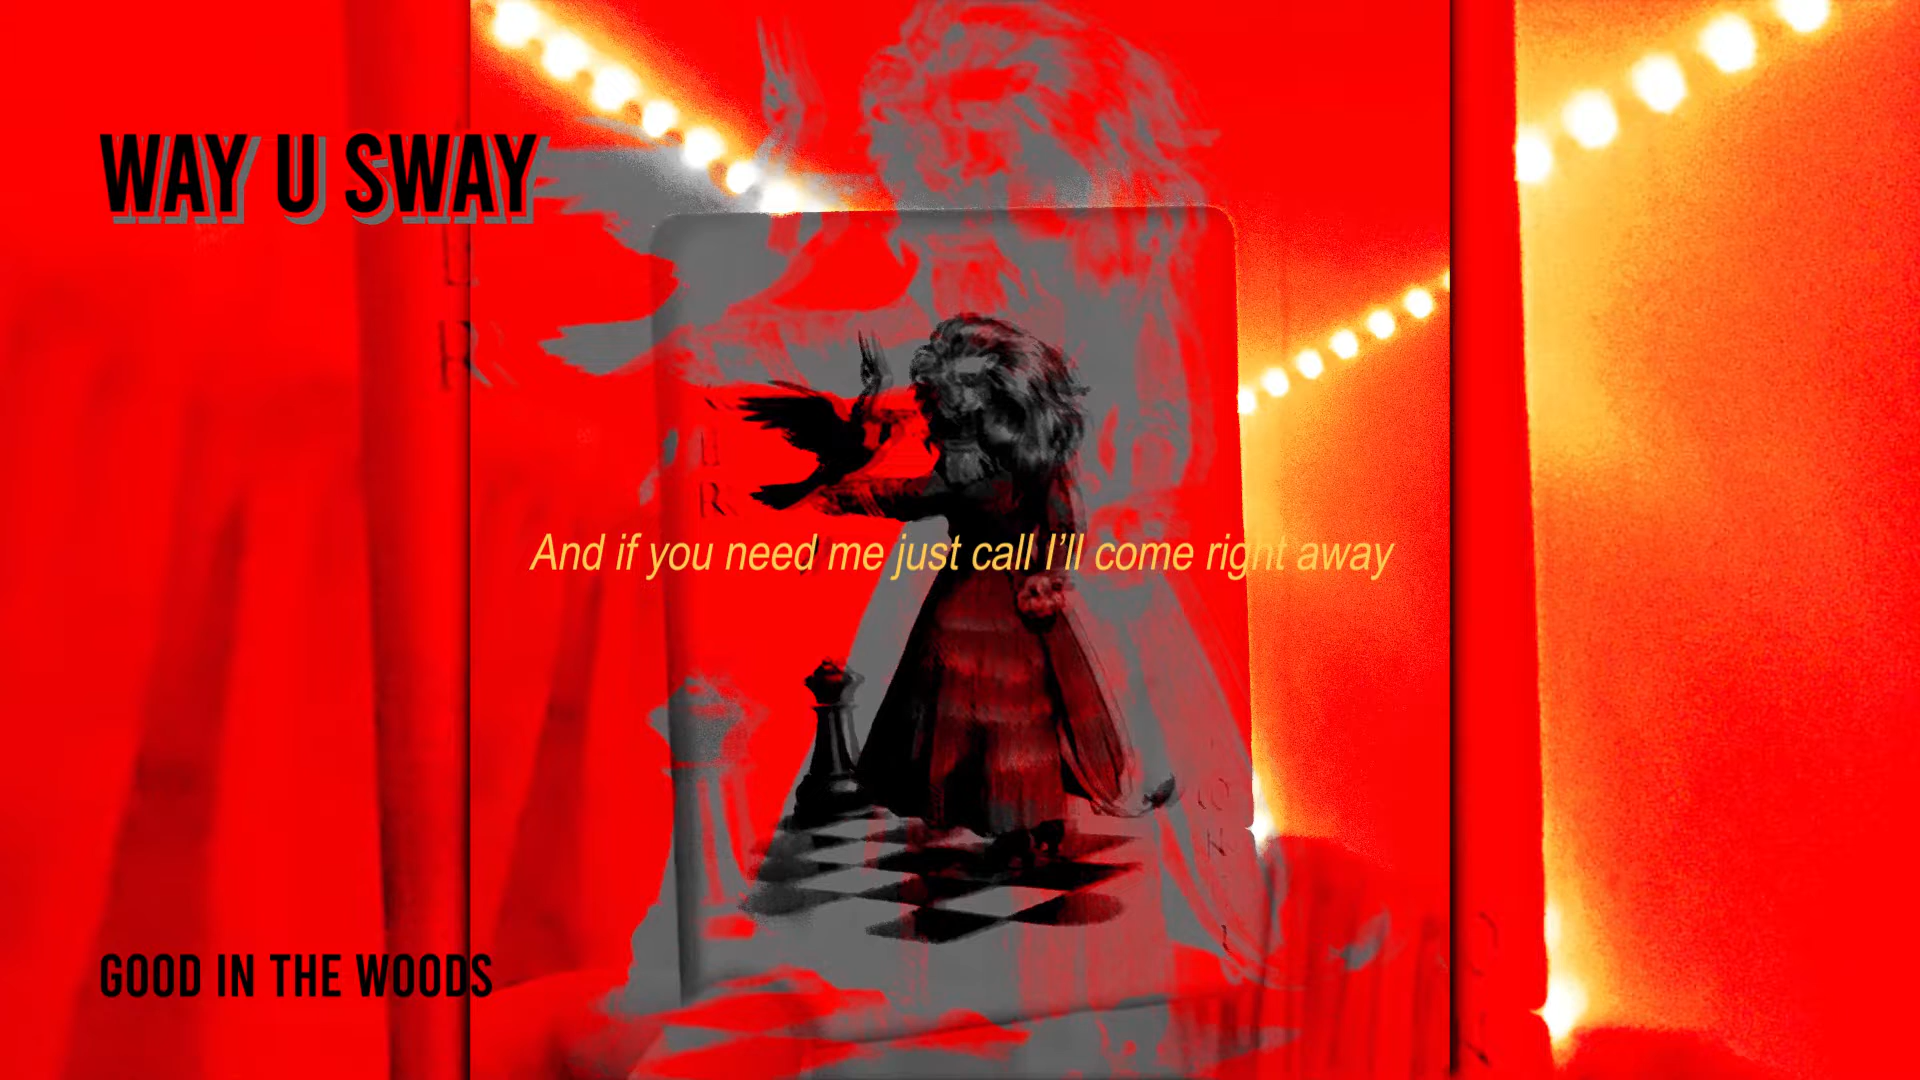 WAY U SWAY
And if you need me just call I’ll come right away
GOOD IN THE WOODS